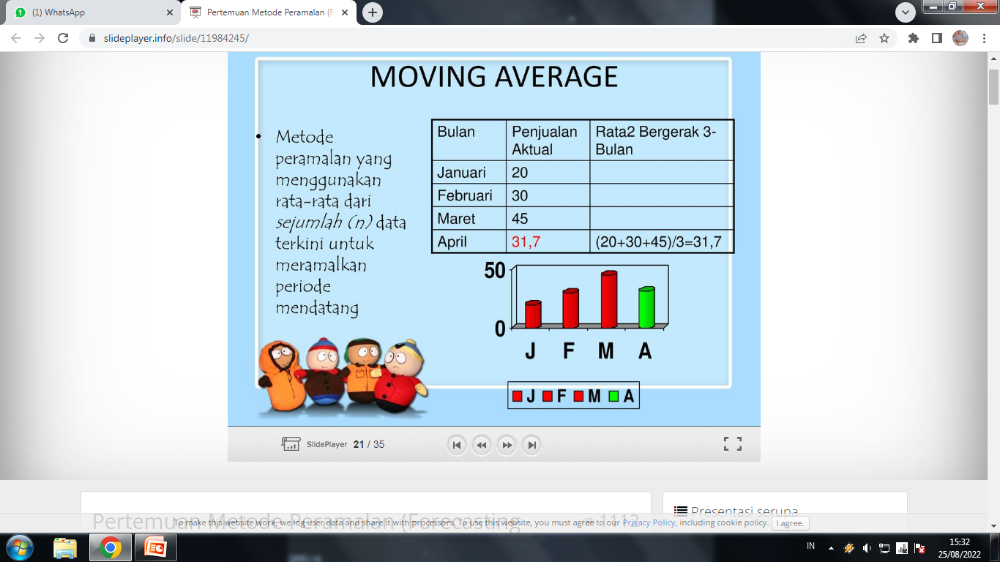 (1) WhatsApp
Pertemuan Metode Peramalan (F
slideplayer.info/slide/11984245/
MOVING AVERAGE
• Metode
peramalan yang
menggunakan
rata-rata dari
sejumlah (n) data
terkini untuk
meramalkan
periode
mendatang
Bulan Penjualan Aktual Rata2 Bergerak 3-Bulan
Januari 20
Februari 30
Maret 45
April 31,7 (20+30+45)/3=31,7
50
0
J F M A
J F M A
SlidePlayer 21 / 35
Pertemuan Metode Peramalan (Forecasting
1112
Presentasi serupa
To make this website work, we log user data and share it with processors. To use this website, you must agree to our Privacy Policy, including cookie policy. I agree.
IN
15:32
25/08/2022